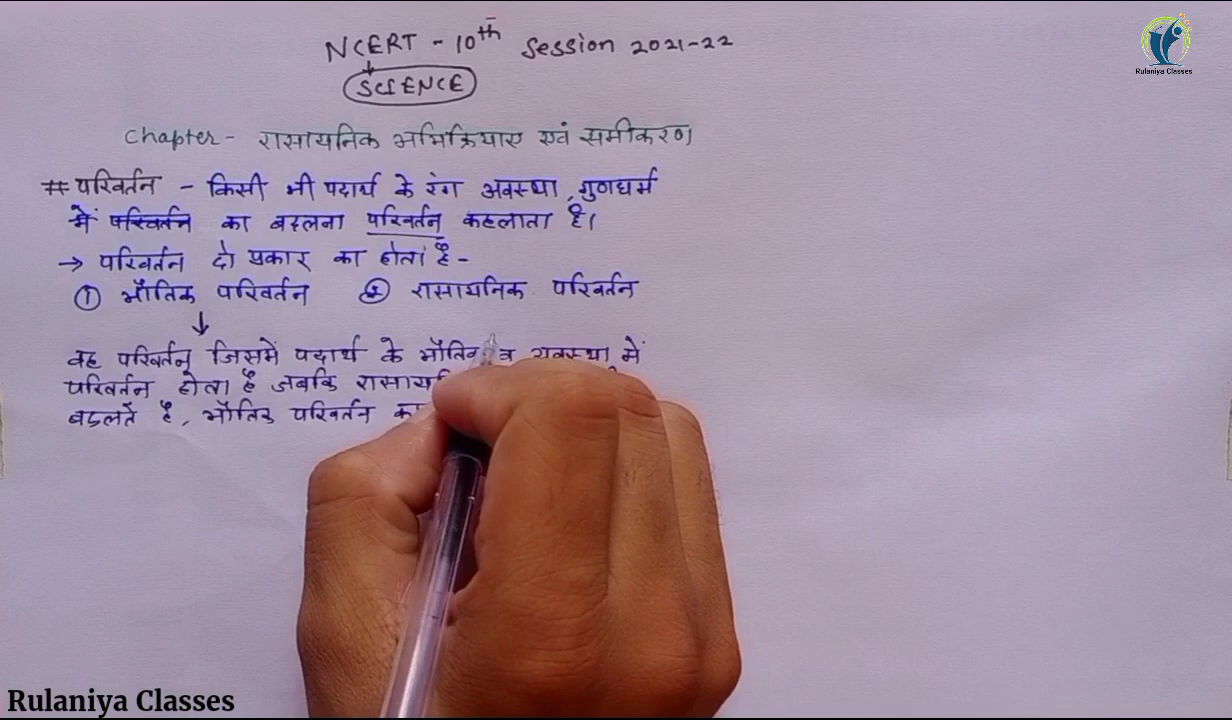 NCERT - 10th Session 2021-22
SCIENCE
Rulaniya Classes
Chapter - रासायनिक अभिक्रियाए एवं समीकरण
# परिवर्तन - किसी भी पदार्थ के रंग अवस्था, गुणधर्म
में परिवर्तन का बदलना परिवर्तन कहलाता है।
→ परिवर्तन दो प्रकार का होता है -
① भौतिक परिवर्तन ② रासायनिक परिवर्तन
वह परिवर्तन जिसमें पदार्थ के भौतिक व अवस्था में
परिवर्तन होता है जबकि
बदलते है, भौतिक परिवर्तन
Rulaniya Classes